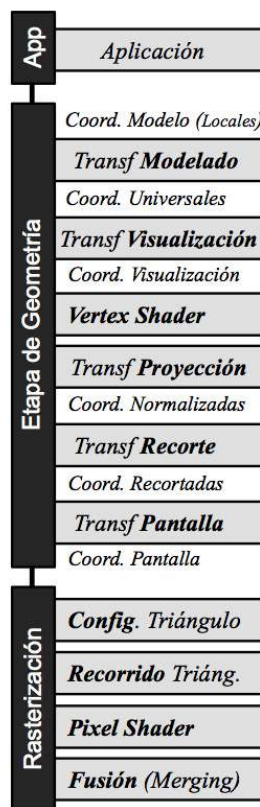 App
Aplicación
Etapa de Geometría
Coord. Modelo (Locales)
Transf Modelado
Coord. Universales
Transf Visualización
Coord. Visualización
Vertex Shader
Transf Proyección
Coord. Normalizadas
Transf Recorte
Coord. Recortadas
Transf Pantalla
Coord. Pantalla
Rasterización
Config. Triángulo
Recorrido Triáng.
Pixel Shader
Fusión (Merging)